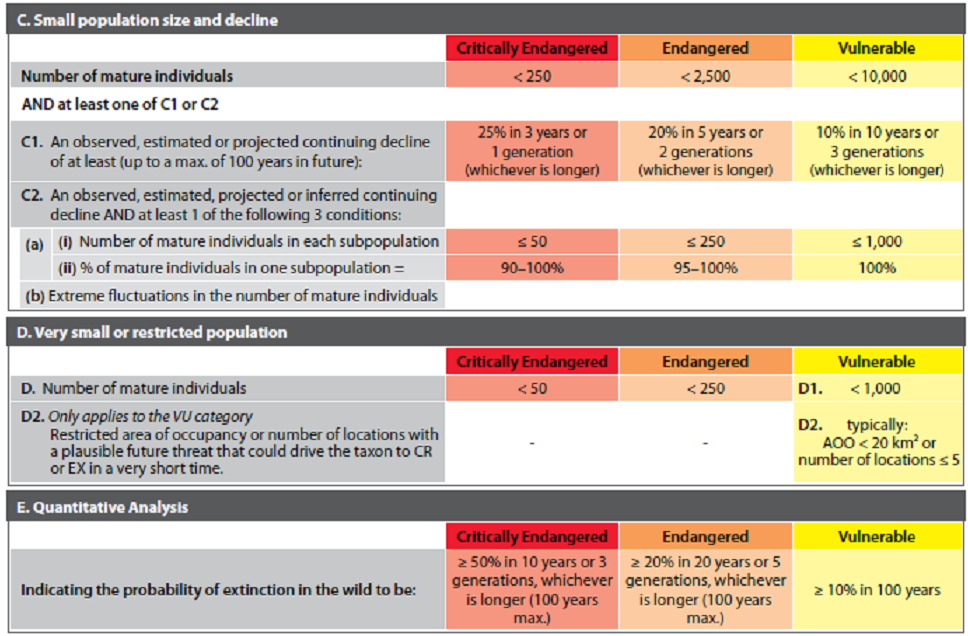 C. Small population size and decline
Critically Endangered Endangered Vulnerable
Number of mature individuals < 250 < 2,500 < 10,000
AND at least one of C1 or C2
C1. An observed, estimated or projected continuing decline of at least (up to a max. of 100 years in future): 25% in 3 years or 1 generation (whichever is longer) 20% in 5 years or 2 generations (whichever is longer) 10% in 10 years or 3 generations (whichever is longer)
C2. An observed, estimated, projected or inferred continuing
decline AND at least 1 of the following 3 conditions:
(a) (i) Number of mature individuals in each subpopulation ≤ 50 ≤ 250 ≤ 1,000
(ii) % of mature individuals in one subpopulation = 90–100% 95–100% 100%
(b) Extreme fluctuations in the number of mature individuals
D. Very small or restricted population
Critically Endangered Endangered Vulnerable
D. Number of mature individuals < 50 < 250 D1. < 1,000
D2. Only applies to the VU category
Restricted area of occupancy or number of locations with a plausible future threat that could drive the taxon to CR or EX in a very short time. - - D2. typically: AOO < 20 km² or number of locations ≤ 5
E. Quantitative Analysis
Critically Endangered Endangered Vulnerable
Indicating the probability of extinction in the wild to be: ≥ 50% in 10 years or 3 generations, whichever is longer (100 years max.) ≥ 20% in 20 years or 5 generations, whichever is longer (100 years max.) ≥ 10% in 100 years